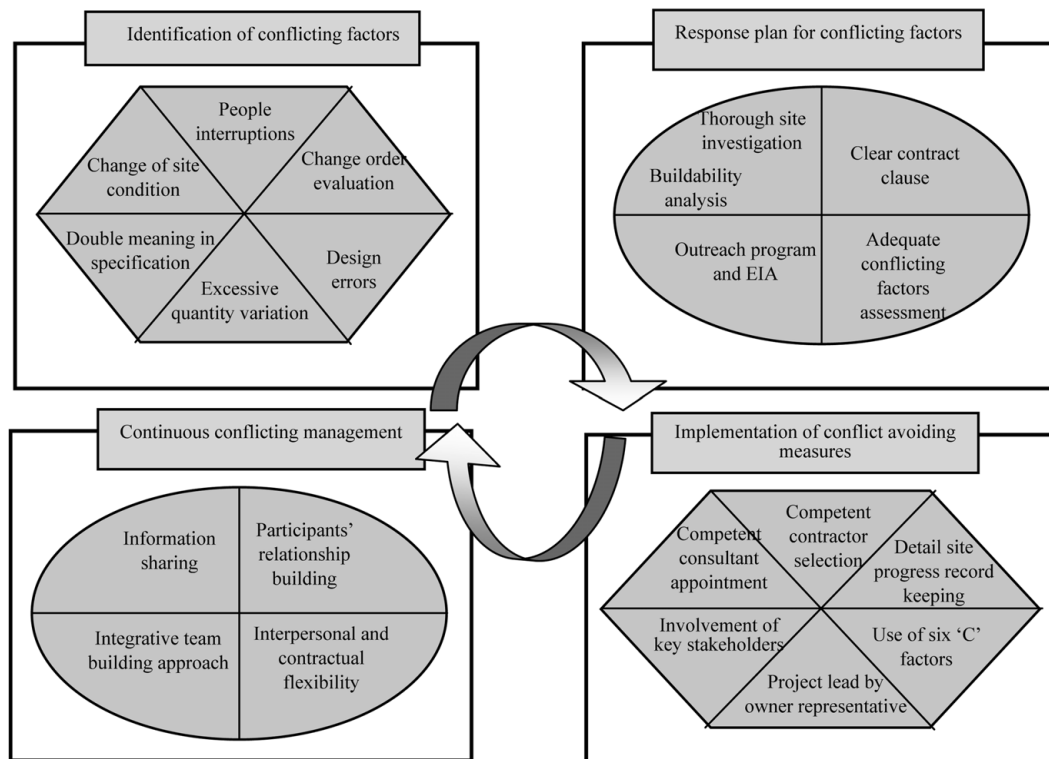 Identification of conflicting factors
People
interruptions
Change of site
condition
Change order
evaluation
Double meaning in
specification
Excessive
quantity variation
Design
errors
Response plan for conflicting factors
Thorough site
investigation
Buildability
analysis
Clear contract
clause
Outreach program
and EIA
Adequate
conflicting
factors
assessment
Continuous conflicting management
Information
sharing
Participants’
relationship
building
Integrative team
building approach
Interpersonal and
contractual
flexibility
Implementation of conflict avoiding
measures
Competent
consultant
appointment
Competent
contractor
selection
Detail site
progress record
keeping
Involvement of
key stakeholders
Project lead by
owner representative
Use of six ‘C’
factors